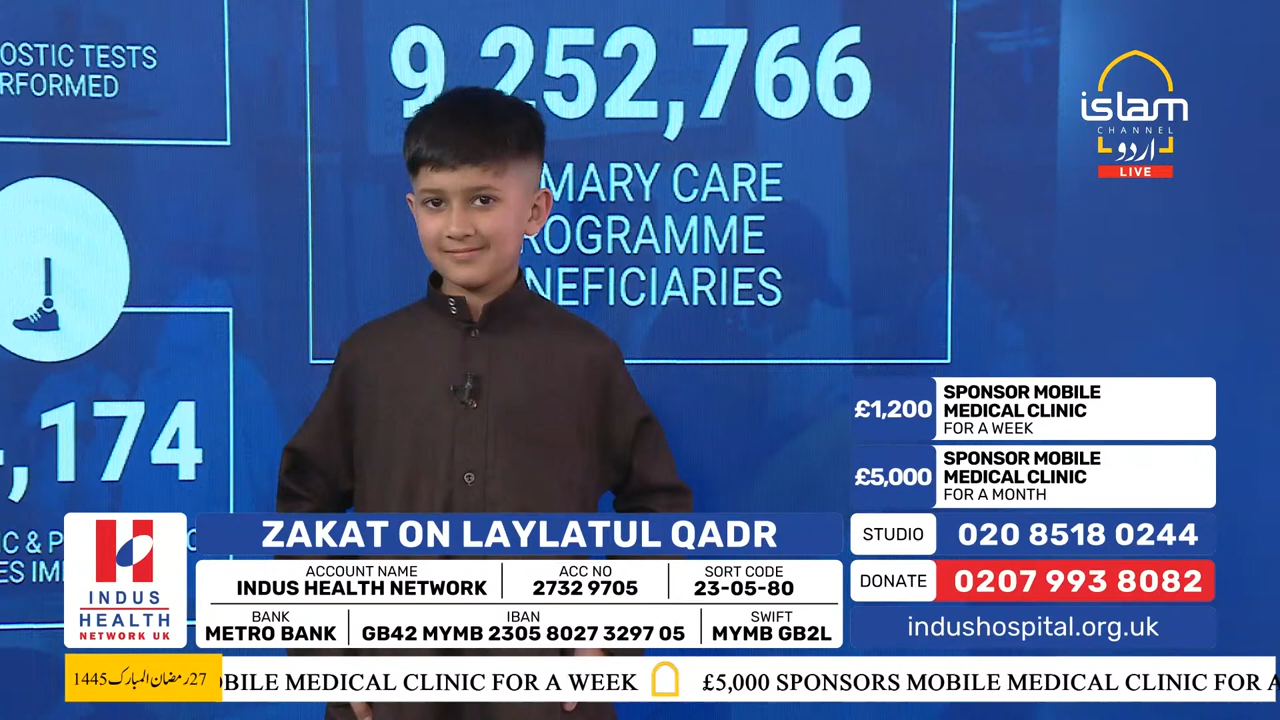 OSTIC TESTS
RFORMED
9,252,766
MARY CARE
ROGRAMME
NEFICIARIES
islam
CHANNEL
اردو
LIVE
,174
IC & P
ES IM
£1,200
SPONSOR MOBILE
MEDICAL CLINIC
FOR A WEEK
£5,000
SPONSOR MOBILE
MEDICAL CLINIC
FOR A MONTH
INDUS
HEALTH
NETWORK UK
ZAKAT ON LAYLATUL QADR
ACCOUNT NAME
INDUS HEALTH NETWORK
ACC NO
2732 9705
SORT CODE
23-05-80
BANK
METRO BANK
IBAN
GB42 MYMB 2305 8027 3297 05
SWIFT
MYMB GB2L
STUDIO 020 8518 0244
DONATE 0207 993 8082
indushospital.org.uk
27رمضان المبارک 1445
OBILE MEDICAL CLINIC FOR A WEEK £5,000 SPONSORS MOBILE MEDICAL CLINIC FOR A